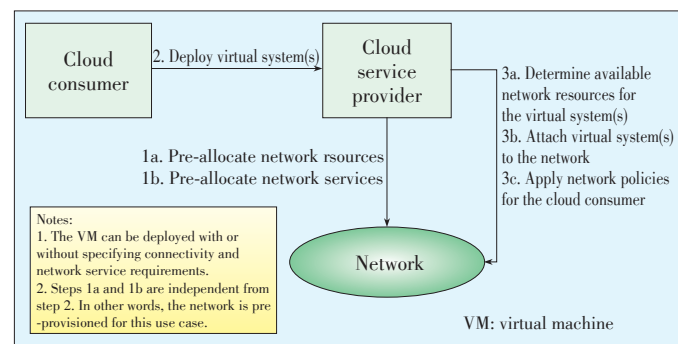 Cloud
consumer
2. Deploy virtual system(s)
Cloud
service
provider
3a. Determine available
network resources for
the virtual system(s)
3b. Attach virtual system(s)
to the network
3c. Apply network policies
for the cloud consumer
1a. Pre-allocate network rsources
1b. Pre-allocate network services
Notes:
1. The VM can be deployed with or
without specifying connectivity and
network service requirements.
2. Steps 1a and 1b are independent from
step 2. In other words, the network is pre
-provisioned for this use case.
Network
VM: virtual machine